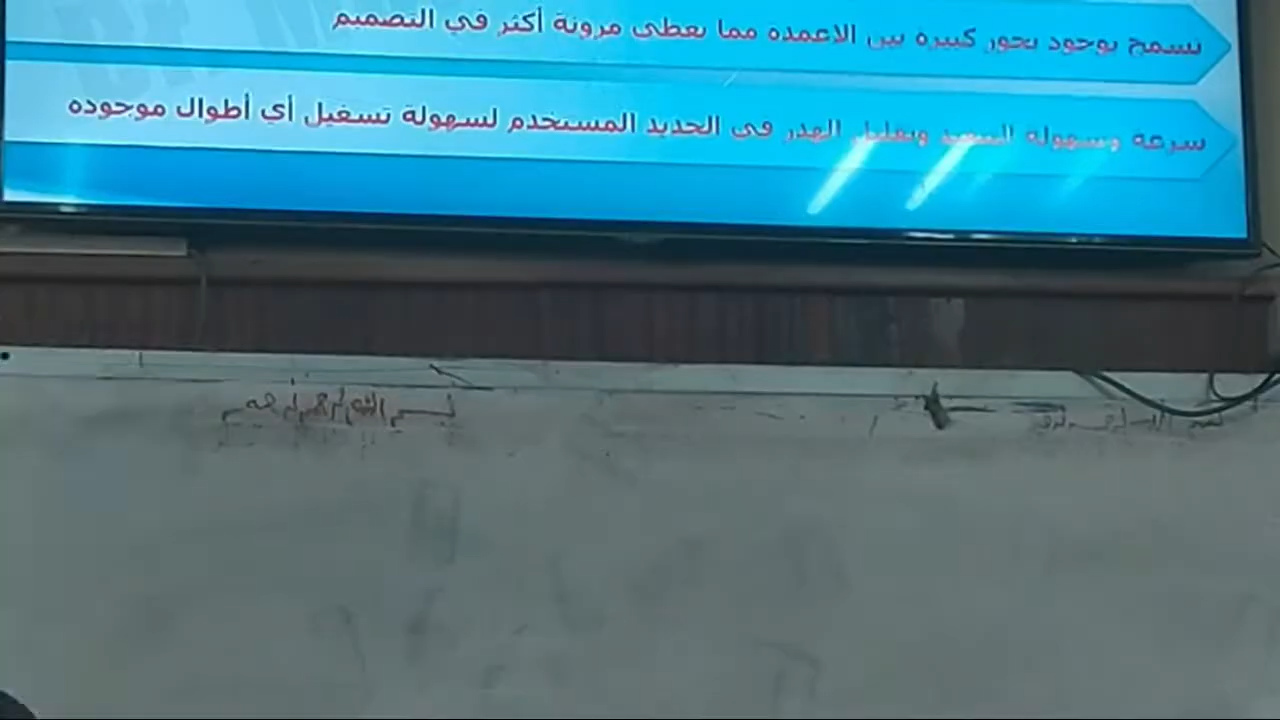 تسمح بوجود بحور كبيره بين الاعمده مما يعطى مرونة أكثر في التصميم
سرعه وسهوله التنفيذ وتقليل الهدر فى الحديد المستخدم لسهولة تشغيل أي أطوال موجوده
بسم الله الرحمن الرحيم